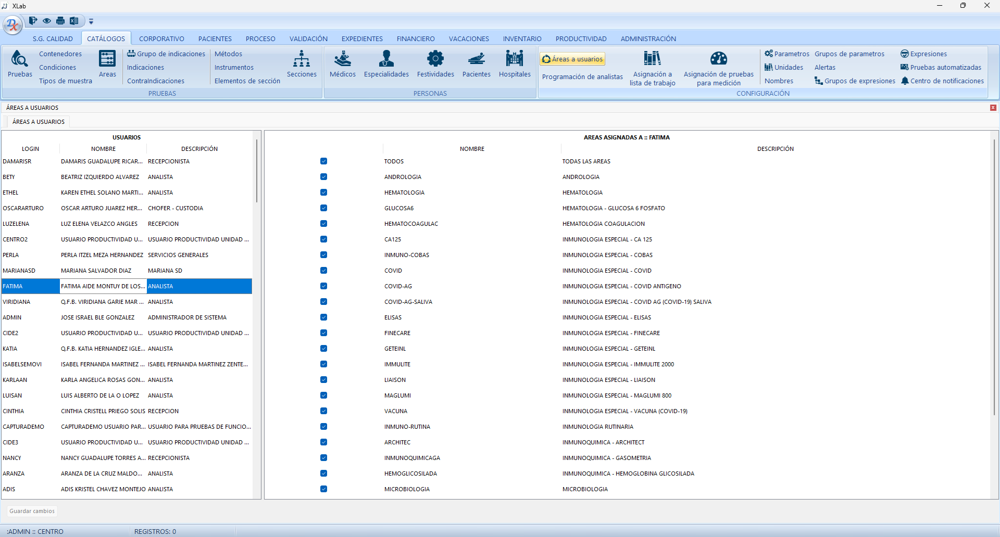 XLab
S.G. CALIDAD CATÁLOGOS CORPORATIVO PACIENTES PROCESO VALIDACIÓN EXPEDIENTES FINANCIERO VACACIONES INVENTARIO PRODUCTIVIDAD ADMINISTRACIÓN
Pruebas
Contenedores
Condiciones
Tipos de muestra
Areas
Grupo de indicaciones
Indicaciones
ContraIndicaciones
Métodos
Instrumentos
Elementos de sección
Secciones
PRUEBAS
Médicos
Especialidades
Festividades
Pacientes
Hospitales
PERSONAS
Áreas a usuarios
Programación de analistas
Asignación a
lista de trabajo
Asignación de pruebas
para medición
Parametros
Unidades
Nombres
Grupos de parametros
Alertas
Grupos de expresiones
Expresiones
Pruebas automatizadas
Centro de notificaciones
CONFIGURACIÓN
ÁREAS A USUARIOS
ÁREAS A USUARIOS
USUARIOS
LOGIN NOMBRE DESCRIPCIÓN
DAMARISR DAMARIS GUADALUPE RICAR... RECEPCIONISTA
BETY BEATRIZ IZQUIERDO ALVAREZ ANALISTA
ETHEL KAREN ETHEL SOLANO MARTI... ANALISTA
OSCARARTURO OSCAR ARTURO JUAREZ HER... CHOFER - CUSTODIA
LUZELENA LUZ ELENA VELAZCO ANGLES RECEPCION
CENTRO2 USUARIO PRODUCTIVIDAD U... USUARIO PRODUCTIVIDAD UNIDAD ...
PERLA PERLA ITZEL MEZA HERNANDEZ SERVICIOS GENERALES
MARIANASD MARIANA SALVADOR DIAZ MARIANA SD
FATIMA FATIMA AIDE MONTUY DE LOS... ANALISTA
VIRIDIANA Q.F.B. VIRIDIANA GARIE MAR ... ANALISTA
ADMIN JOSE ISRAEL BLE GONZALEZ ADMINISTRADOR DE SISTEMA
CIDE2 USUARIO PRODUCTIVIDAD U... USUARIO PRODUCTIVIDAD UNIDAD ...
KATIA Q.F.B. KATIA HERNANDEZ IGLE... ANALISTA
ISABELSEMOVI ISABEL FERNANDA MARTINEZ ... ISABEL FERNANDA MARTINEZ ZENTE...
KARLAAN KARLA ANGELICA ROSAS GON... ANALISTA
LUISAN LUIS ALBERTO DE LA O LOPEZ ANALISTA
CINTHIA CINTHIA CRISTELL PRIEGO SOLIS RECEPCION
CAPTURADEMO CAPTURADEMO USUARIO PAR... USUARIO PARA PRUEBAS DE FUNCIO...
CIDE3 USUARIO PRODUCTIVIDAD U... USUARIO PRODUCTIVIDAD UNIDAD ...
NANCY NANCY GUADALUPE TORRES A... RECEPCIONISTA
ARANZA ARANZA DE LA CRUZ MALDO... ANALISTA
ADIS ADIS KRISTEL CHAVEZ MONTEJO ANALISTA
AREAS ASIGNADAS A :: FATIMA
NOMBRE DESCRIPCIÓN
TODOS TODAS LAS AREAS
ANDROLOGIA ANDROLOGIA
HEMATOLOGIA HEMATOLOGIA
GLUCOSA6 HEMATOLOGIA - GLUCOSA 6 FOSFATO
HEMATOCOAGULAC HEMATOLOGIA COAGULACION
CA125 INMUNOLOGIA ESPECIAL - CA 125
INMUNO-COBAS INMUNOLOGIA ESPECIAL - COBAS
COVID INMUNOLOGIA ESPECIAL - COVID
COVID-AG INMUNOLOGIA ESPECIAL - COVID ANTIGENO
COVID-AG-SALIVA INMUNOLOGIA ESPECIAL - COVID AG (COVID-19) SALIVA
ELISAS INMUNOLOGIA ESPECIAL - ELISAS
FINECARE INMUNOLOGIA ESPECIAL - FINECARE
GETEINL INMUNOLOGIA ESPECIAL - GETEINL
IMMULITE INMUNOLOGIA ESPECIAL - IMMULITE 2000
LIAISON INMUNOLOGIA ESPECIAL - LIAISON
MAGLUMI INMUNOLOGIA ESPECIAL - MAGLUMI 800
VACUNA INMUNOLOGIA ESPECIAL - VACUNA (COVID-19)
INMUNO-RUTINA INMUNOLOGIA RUTINARIA
ARCHITEC INMUNOQUIMICA - ARCHITECT
INMUNOQUIMICAGA INMUNOQUIMICA - GASOMETRIA
HEMOGLICOSILADA INMUNOQUIMICA - HEMOGLOBINA GLICOSILADA
MICROBIOLOGIA MICROBIOLOGIA
Guardar cambios
:ADMIN :: CENTRO REGISTROS: 0